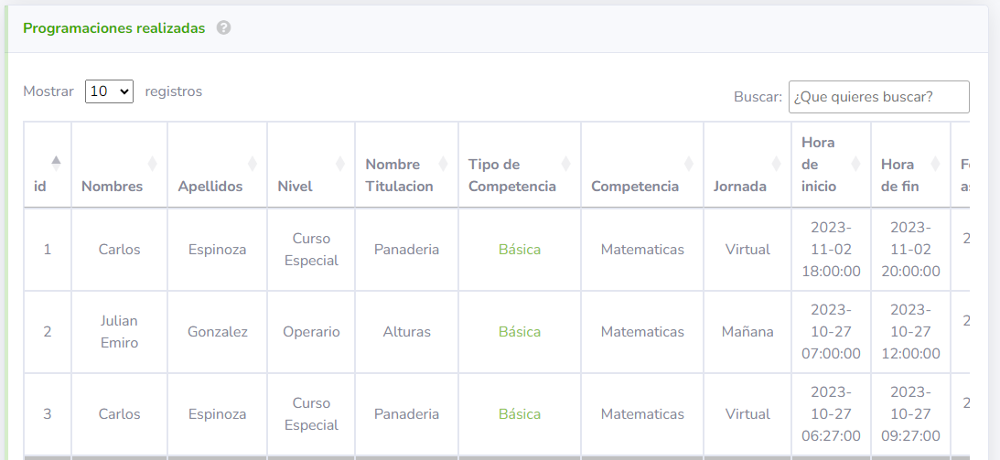 Programaciones realizadas ?
Mostrar 10 registros
Buscar: ¿Que quieres buscar?
id Nombres Apellidos Nivel Nombre Titulacion Tipo de Competencia Competencia Jornada Hora de inicio Hora de fin
1 Carlos Espinoza Curso Especial Panaderia Básica Matematicas Virtual 2023-11-02 18:00:00 2023-11-02 20:00:00 2
2 Julian Emiro Gonzalez Operario Alturas Básica Matematicas Mañana 2023-10-27 07:00:00 2023-10-27 12:00:00 2
3 Carlos Espinoza Curso Especial Panaderia Básica Matematicas Virtual 2023-10-27 06:27:00 2023-10-27 09:27:00 2